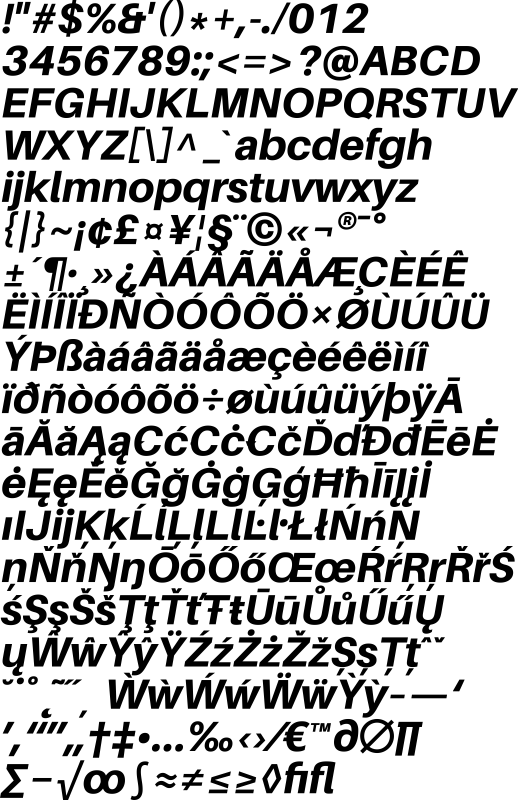 !"#$%&'()*+,-./012
3456789:;<=>?@ABCD
EFGHIJKLMNOPQRSTUV
WXYZ[\]^_`abcdefgh
ijklmnopqrstuvwxyz
{|}~¡¢£¤¥¦§¨©«¬®¯°
±´¶·¸»¿ÀÁÂÃÄÅÆÇÈÉÊ
ËÌÍÎÏÐÑÒÓÔÕÖ×ØÙÚÛÜ
ÝÞßàáâãäåæçèéêëìíî
ïðñòóôõö÷øùúûüýþÿĀ
āĂăĄąĆćĊċČčĎďĐđĒēĖ
ėĘęĚěĞğĠġĢģĦħĪīĮįİ
ıĲĳĶķĹĺĻļĽľĿŀŁłŃńŅ
ņŇňŊŋŌōŐőŒœŔŕŖŗŘřŚ
śŞşŠšŢţŤťŦŧŪūŮůŰűŲ
ųŴŵŶŷŸŹźŻżŽžȘșȚțˆˇ
˘˙˚˛˜˝ẀẁẂẃẄẅỲỳ–—‘
’‚“”„†‡•…‰‹›⁄€™∂∅∏
∑−√∞∫≈≠≤≥◊ﬁﬂ